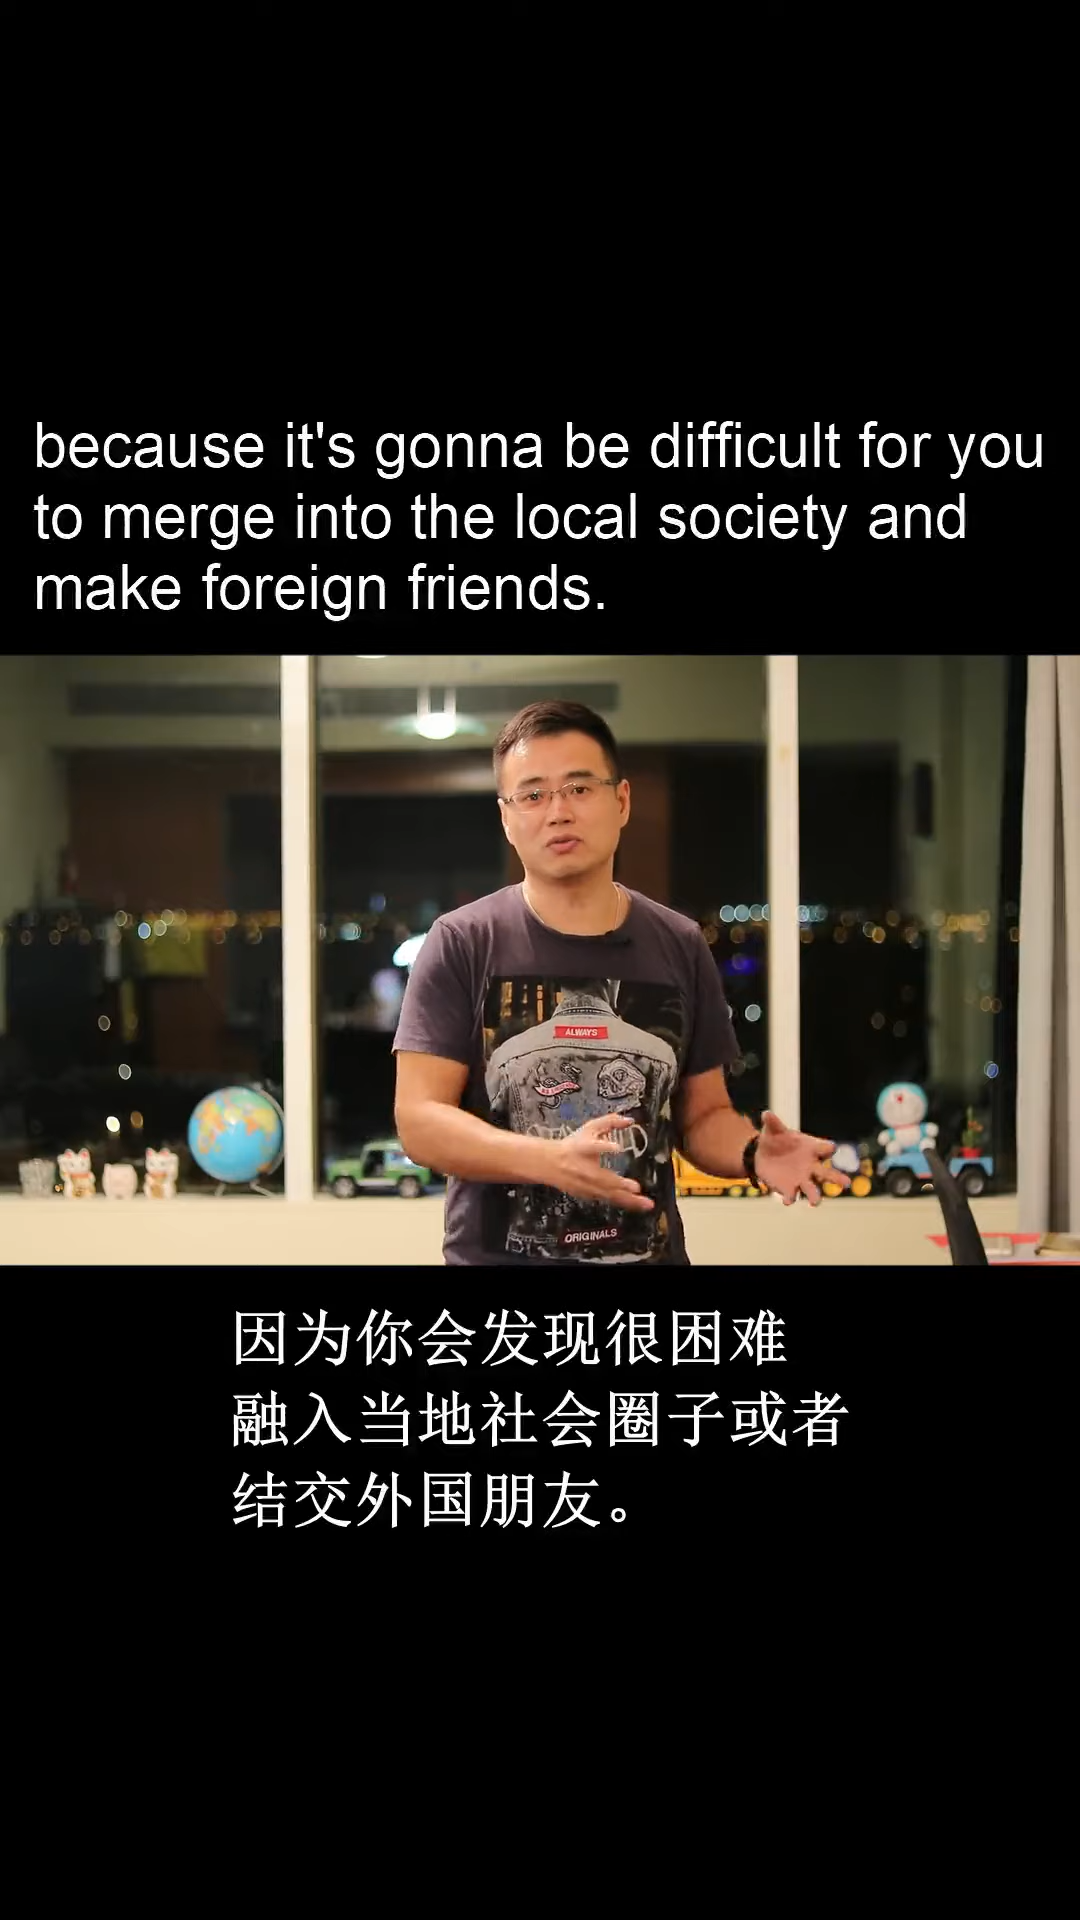 because it's gonna be difficult for you
to merge into the local society and
make foreign friends.
ALWAYS
ORIGINALS
因为你会发现很困难
融入当地社会圈子或者
结交外国朋友。